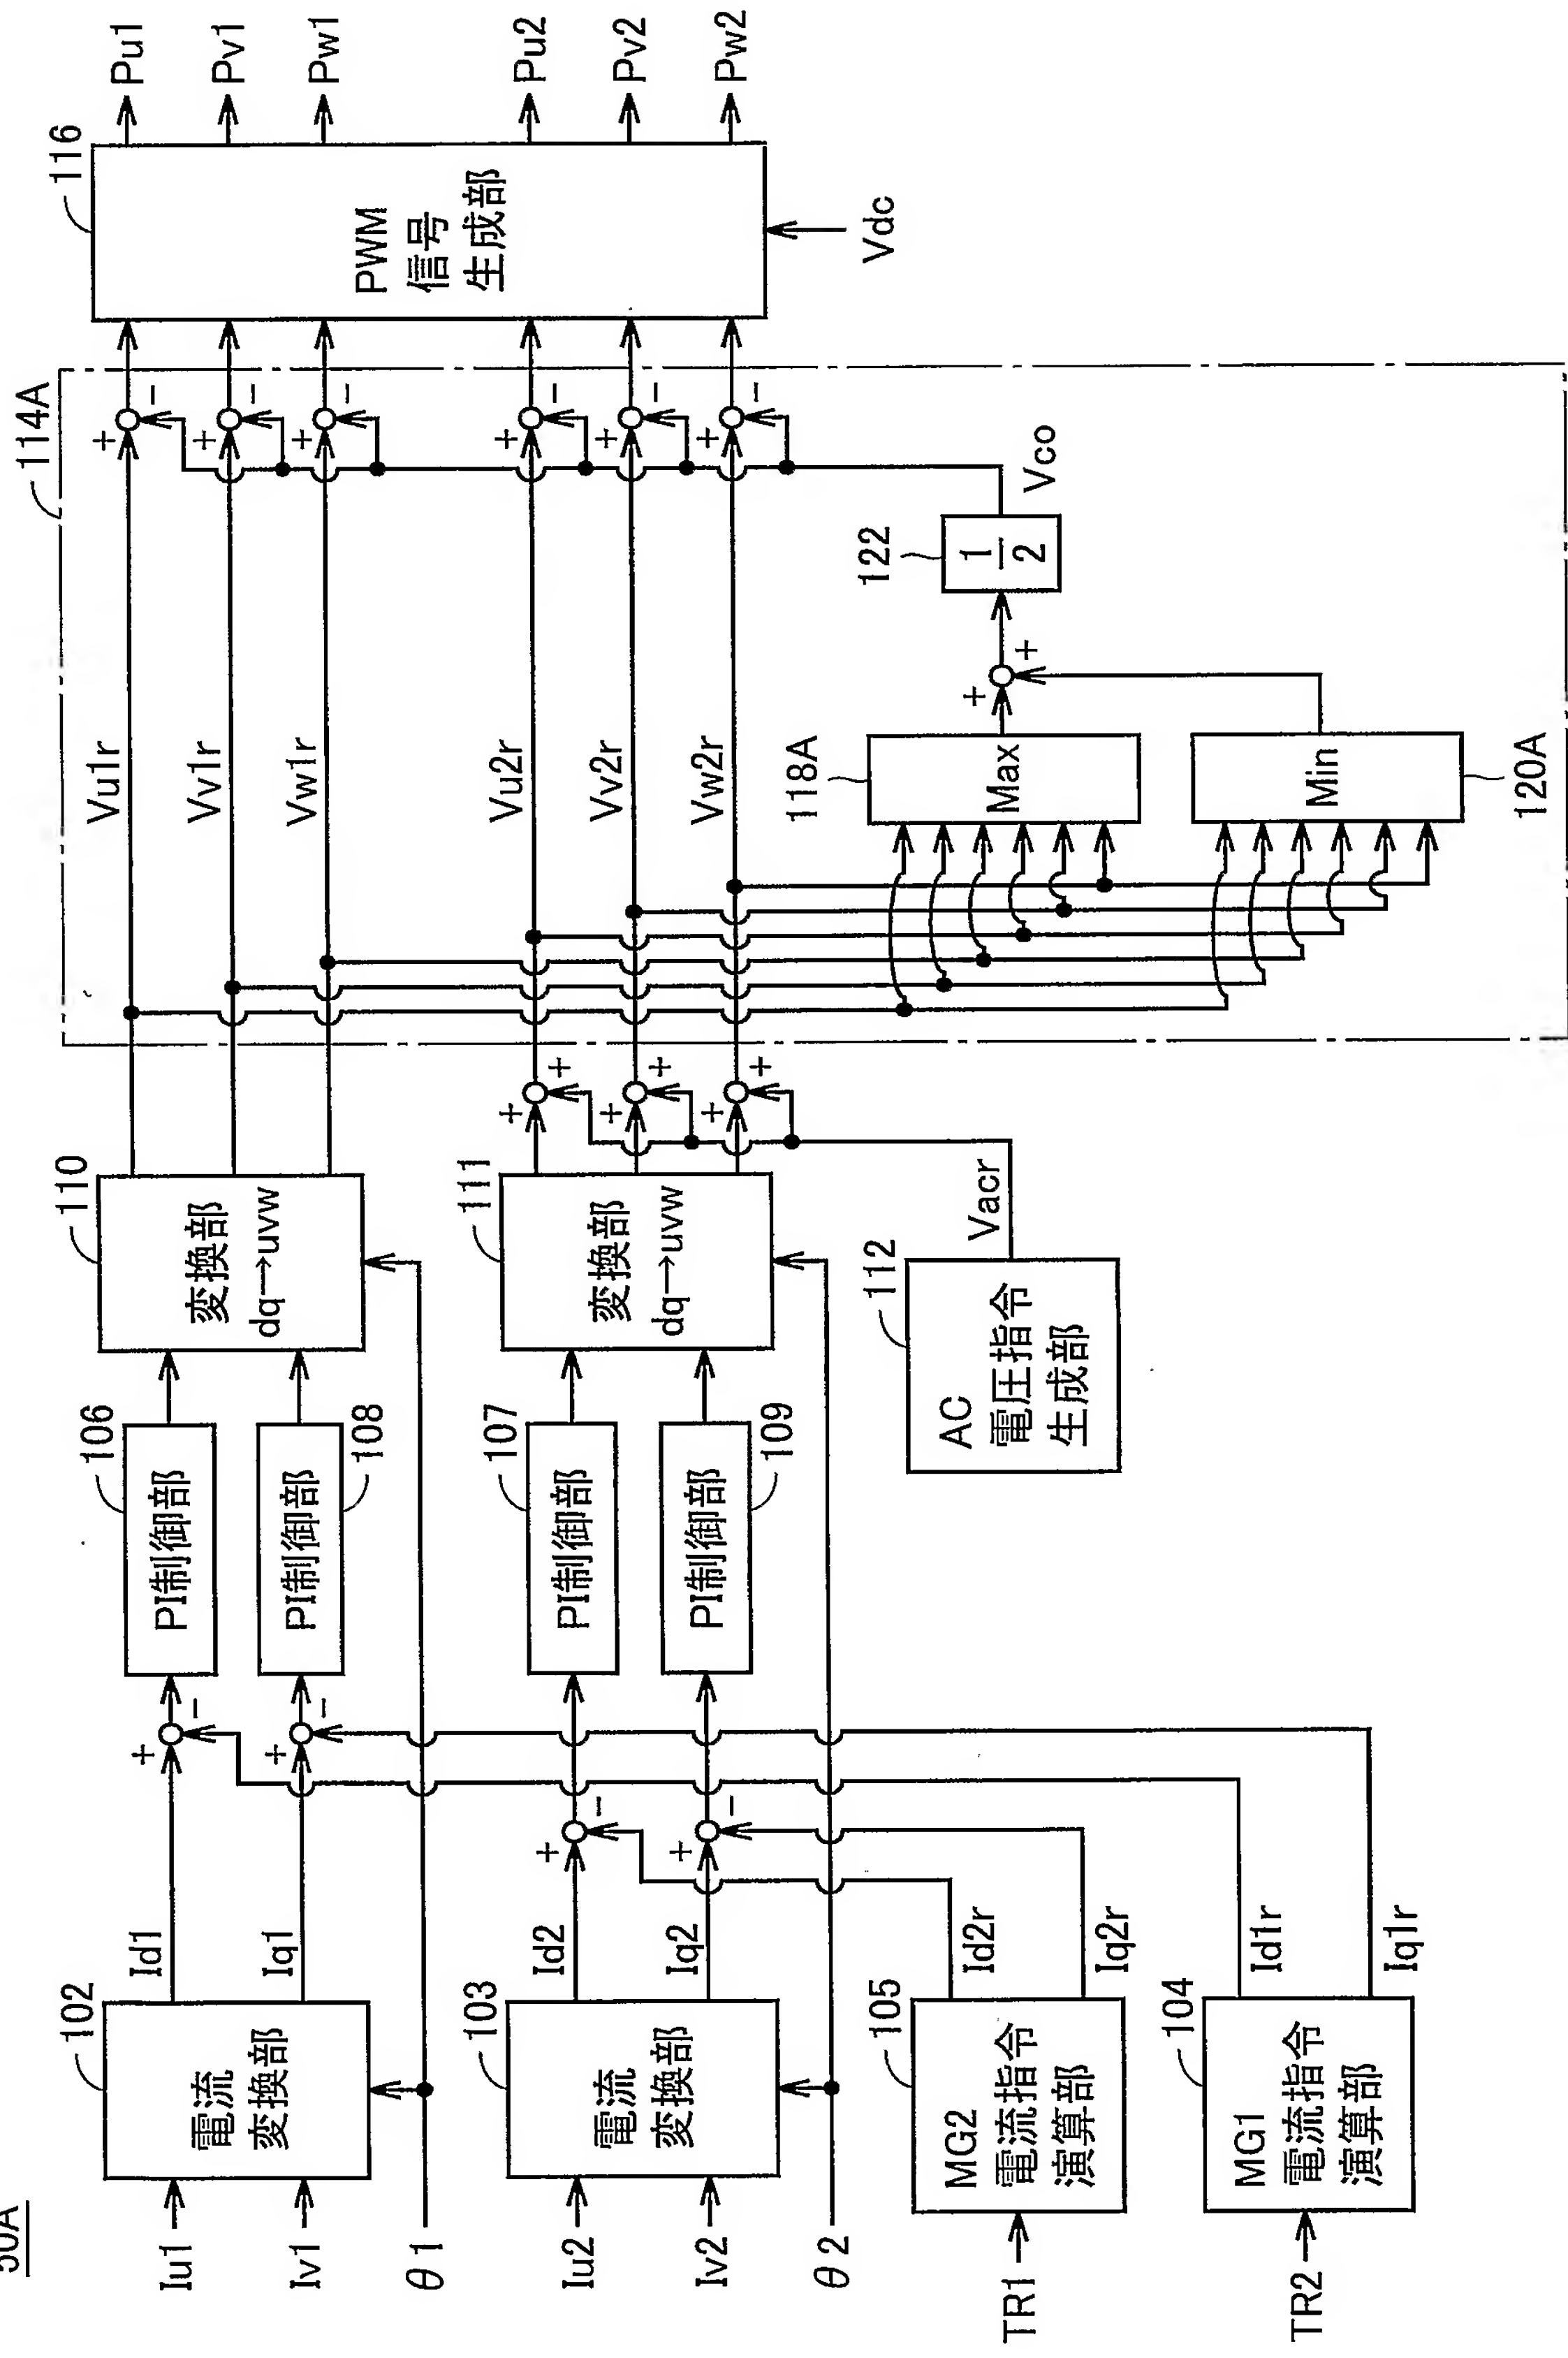 50A
Iu1
Iv1
θ1
102
電流
変換部
Id1
Iq1
+
-
+
-
106
PI制御部
PI制御部
108
110
変換部
dq→uvw
Vu1r
Vv1r
Vw1r
114A
+
-
+
-
+
-
116
PWM
信号
生成部
Vdc
Pu1
Pv1
Pw1
Pu2
Pv2
Pw2
Iu2
Iv2
θ2
103
電流
変換部
Id2
Iq2
+
-
+
-
107
PI制御部
PI制御部
109
111
変換部
dq→uvw
+
+
+
+
+
+
Vu2r
Vv2r
Vw2r
+
-
+
-
+
-
TR1
105
MG2
電流指令
演算部
Id2r
Iq2r
TR2
104
MG1
電流指令
演算部
Id1r
Iq1r
112
AC
電圧指令
生成部
Vacr
118A
Max
Min
120A
+
+
122
1
2
Vco